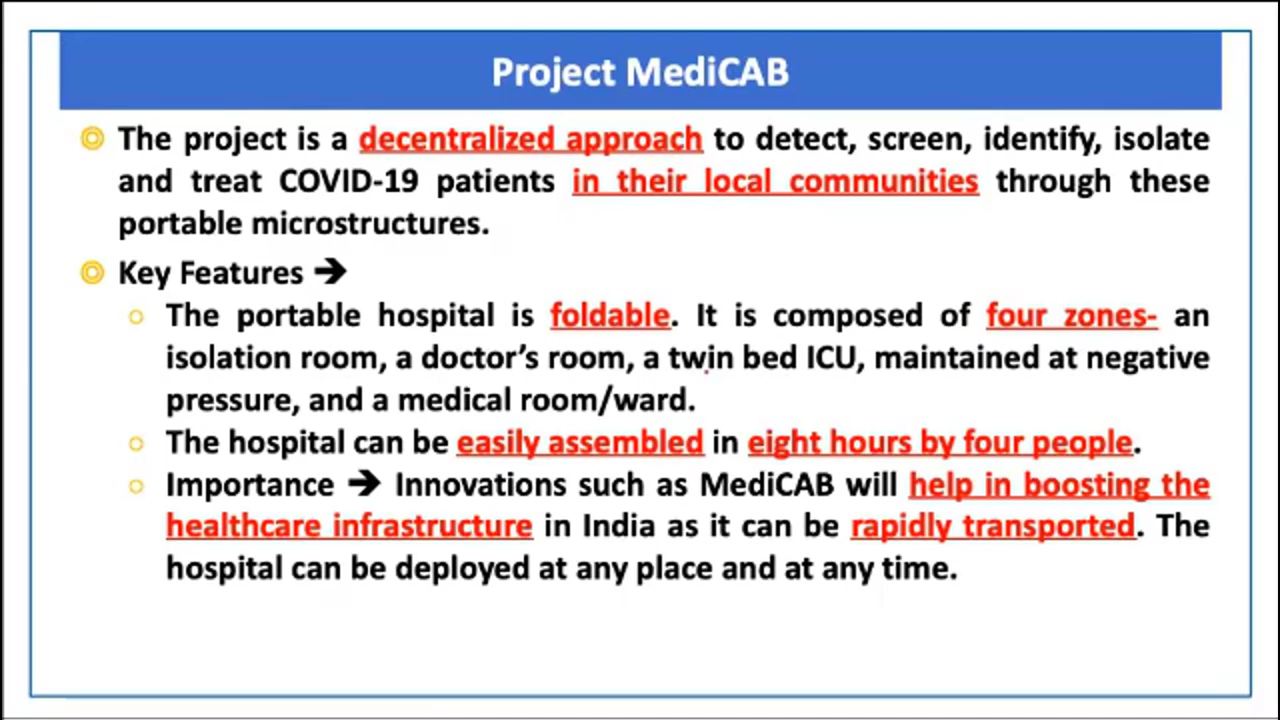 Project MediCAB
The project is a decentralized approach to detect, screen, identify, isolate
and treat COVID-19 patients in their local communities through these
portable microstructures.
Key Features ➔
The portable hospital is foldable. It is composed of four zones- an
isolation room, a doctor’s room, a twin bed ICU, maintained at negative
pressure, and a medical room/ward.
The hospital can be easily assembled in eight hours by four people.
Importance ➔ Innovations such as MediCAB will help in boosting the
healthcare infrastructure in India as it can be rapidly transported. The
hospital can be deployed at any place and at any time.